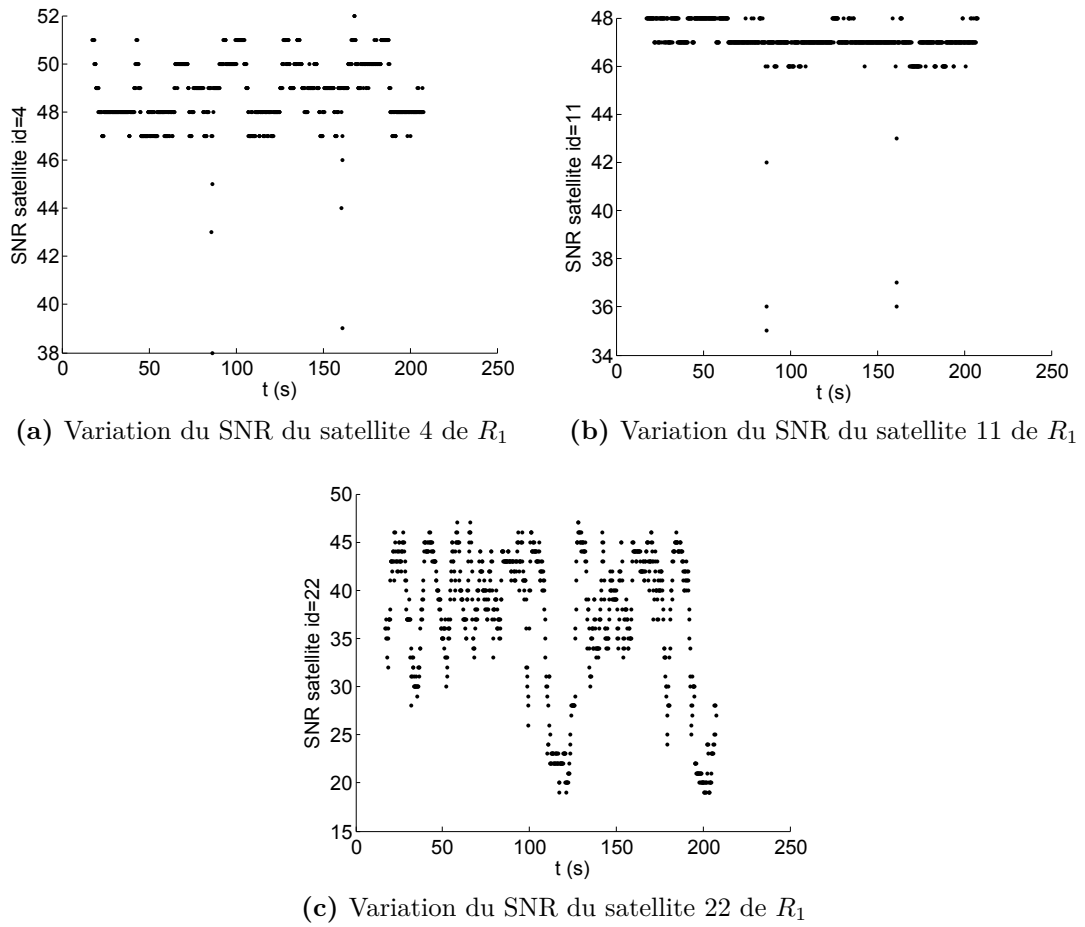 52
50
48
46
44
42
40
38
SNR satellite id=4
0 50 100 150 200 250
t (s)
(a) Variation du SNR du satellite 4 de R1
48
46
44
42
40
38
36
34
SNR satellite id=11
0 50 100 150 200 250
t (s)
(b) Variation du SNR du satellite 11 de R1
50
45
40
35
30
25
20
15
SNR satellite id=22
0 50 100 150 200 250
t (s)
(c) Variation du SNR du satellite 22 de R1